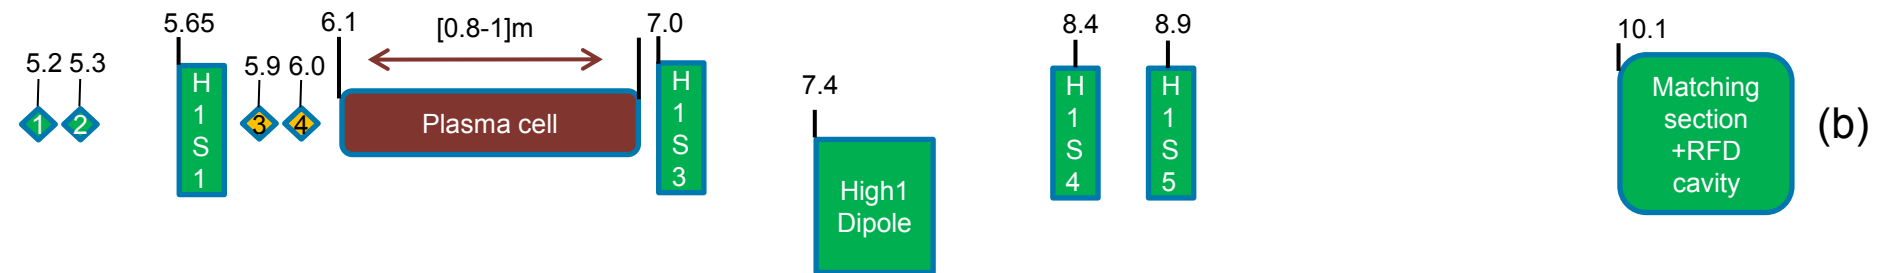 5.65
6.1
[0.8-1]m
7.0
8.4
8.9
10.1
5.2 5.3
5.9 6.0
7.4
1
2
H
1
S
1
3
4
Plasma cell
H
1
S
3
High1
Dipole
H
1
S
4
H
1
S
5
Matching
section
+RFD
cavity
(b)